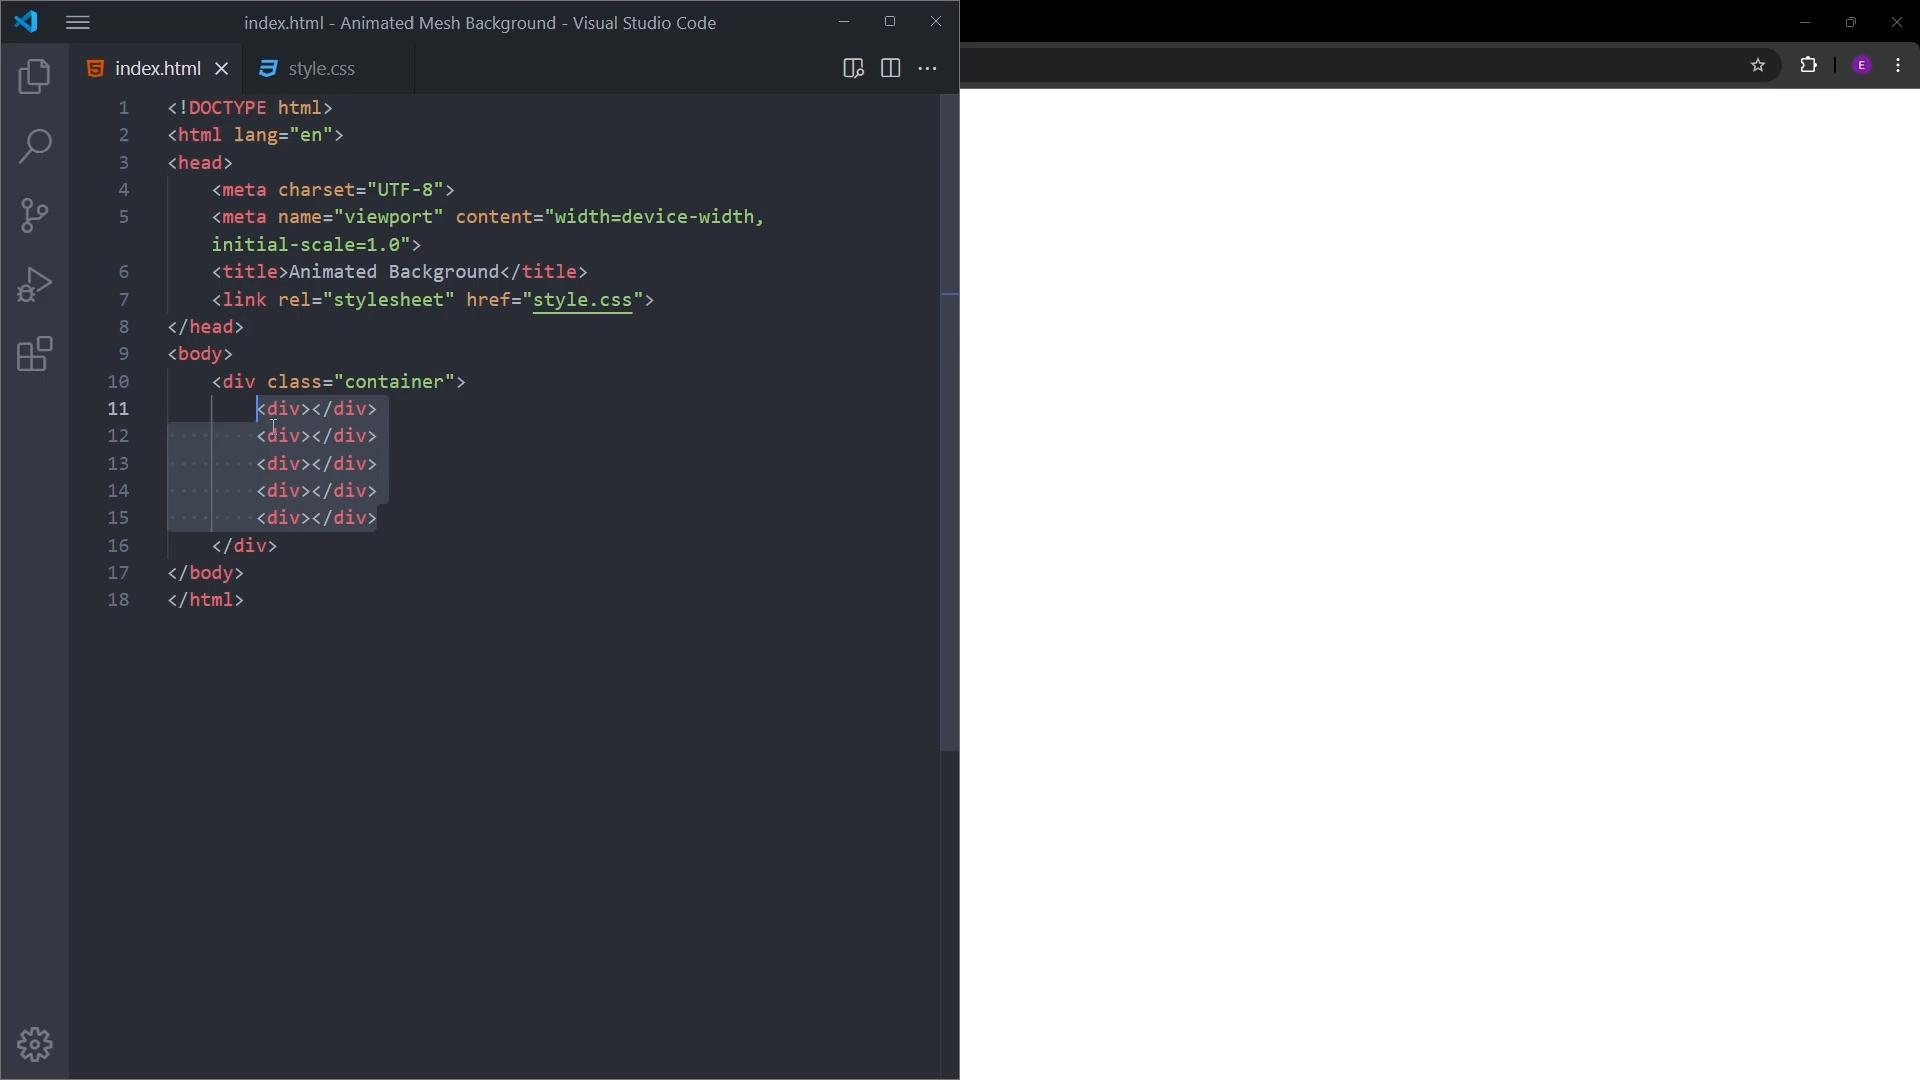 index.html - Animated Mesh Background - Visual Studio Code
index.html
style.css
1 <!DOCTYPE html>
2 <html lang="en">
3 <head>
4 <meta charset="UTF-8">
5 <meta name="viewport" content="width=device-width,
initial-scale=1.0">
6 <title>Animated Background</title>
7 <link rel="stylesheet" href="style.css">
8 </head>
9 <body>
10 <div class="container">
11 <div></div>
12 <div></div>
13 <div></div>
14 <div></div>
15 <div></div>
16 </div>
17 </body>
18 </html>
E